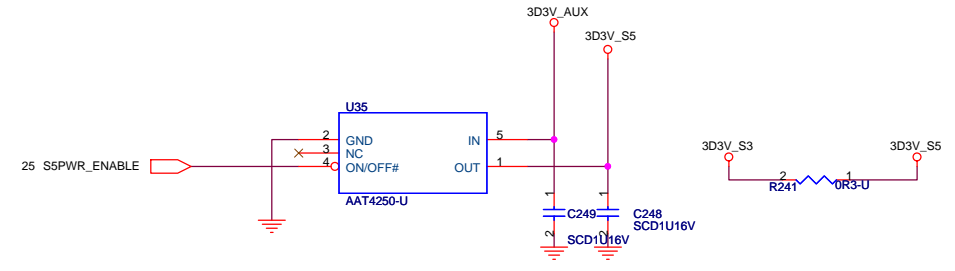 3D3V_AUX
3D3V_S5
U35
2 GND IN 5
3 NC
25 S5PWR_ENABLE 4 ON/OFF# OUT 1
AAT4250-U
3D3V_S3 3D3V_S5
R241 2 1 0R3-U
1 1
C249 C248
SCD1U16V
2 2
SCD1U16V